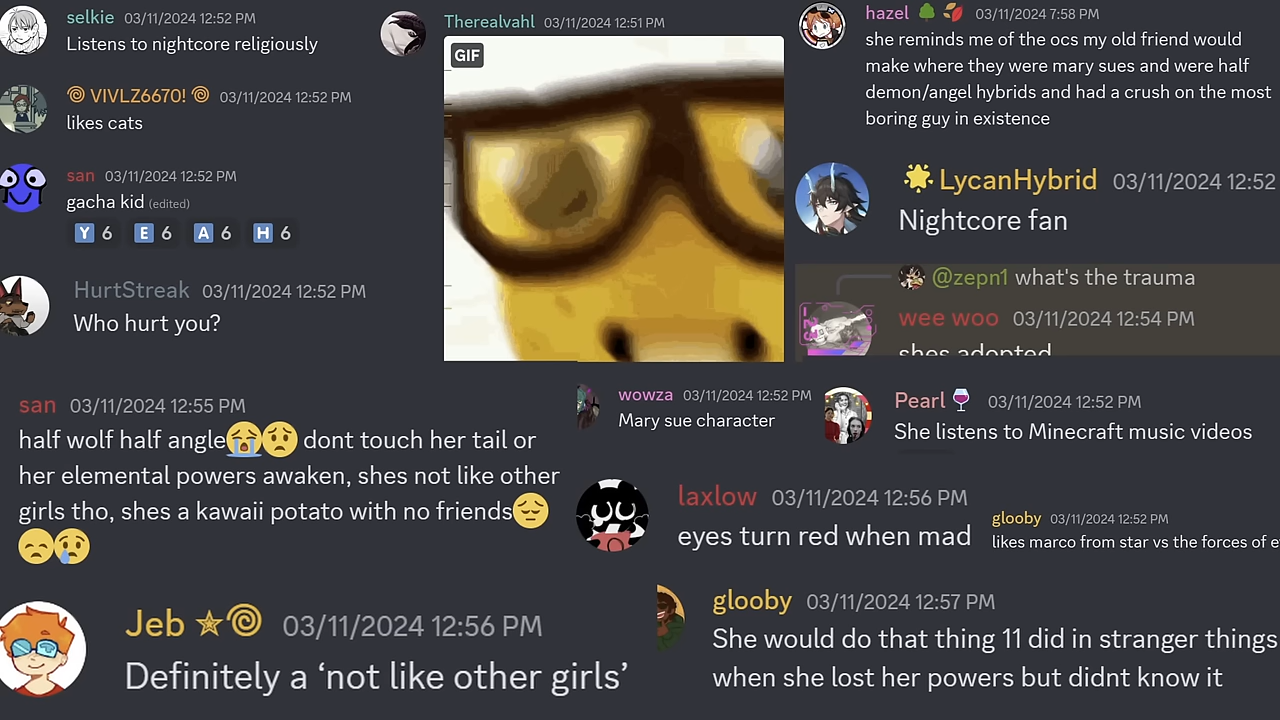 selkie 03/11/2024 12:52 PM
Listens to nightcore religiously
VIVLZ6670! 03/11/2024 12:52 PM
likes cats
san 03/11/2024 12:52 PM
gacha kid (edited)
Y 6 E 6 A 6 H 6
HurtStreak 03/11/2024 12:52 PM
Who hurt you?
Therealvahl 03/11/2024 12:51 PM
GIF
hazel 03/11/2024 7:58 PM
she reminds me of the ocs my old friend would
make where they were mary sues and were half
demon/angel hybrids and had a crush on the most
boring guy in existence
LycanHybrid 03/11/2024 12:52
Nightcore fan
@zepn1 what's the trauma
wee woo 03/11/2024 12:54 PM
shes adopted
san 03/11/2024 12:55 PM
half wolf half angle😭😟 dont touch her tail or
her elemental powers awaken, shes not like other
girls tho, shes a kawaii potato with no friends😔
😞😢
wowza 03/11/2024 12:52 PM
Mary sue character
Pearl🍷 03/11/2024 12:52 PM
She listens to Minecraft music videos
laxlow 03/11/2024 12:56 PM
eyes turn red when mad
glooby 03/11/2024 12:52 PM
likes marco from star vs the forces of
Jeb 03/11/2024 12:56 PM
Definitely a ‘not like other girls’
glooby 03/11/2024 12:57 PM
She would do that thing 11 did in stranger things
when she lost her powers but didnt know it